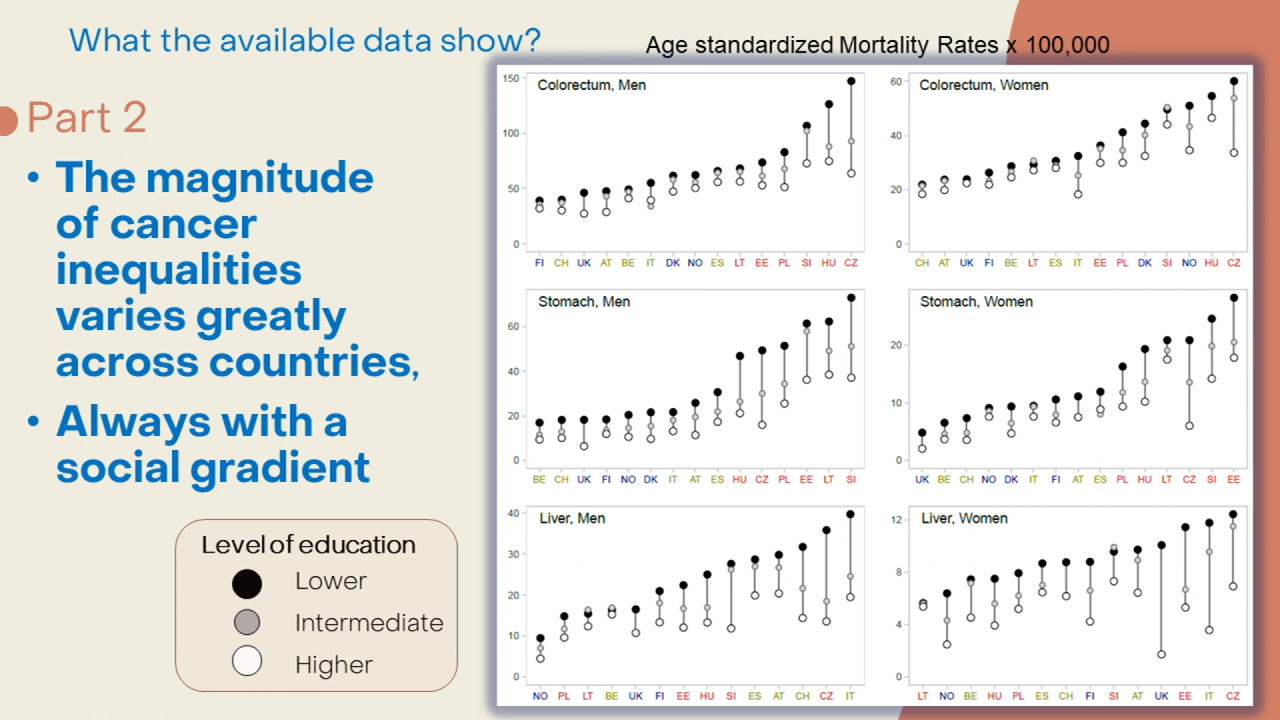 What the available data show?
Age standardized Mortality Rates x 100,000
Part 2
• The magnitude
of cancer
inequalities
varies greatly
across countries,
• Always with a
social gradient
Level of education
Lower
Intermediate
Higher
Colorectum, Men
150
100
50
0
FI CH UK AT BE IT DK NO ES LT EE PL SI HU CZ
Colorectum, Women
60
40
20
0
CH AT UK FI BE LT ES IT EE PL DK SI NO HU CZ
Stomach, Men
60
40
20
0
BE CH UK FI NO DK IT AT ES HU CZ PL EE LT SI
Stomach, Women
20
10
0
UK BE CH NO DK IT FI AT ES PL HU LT CZ SI EE
Liver, Men
40
30
20
10
0
NO PL LT BE UK FI EE HU SI ES AT CH CZ IT
Liver, Women
12
8
4
0
LT NO BE HU PL ES CH FI SI AT UK EE IT CZ